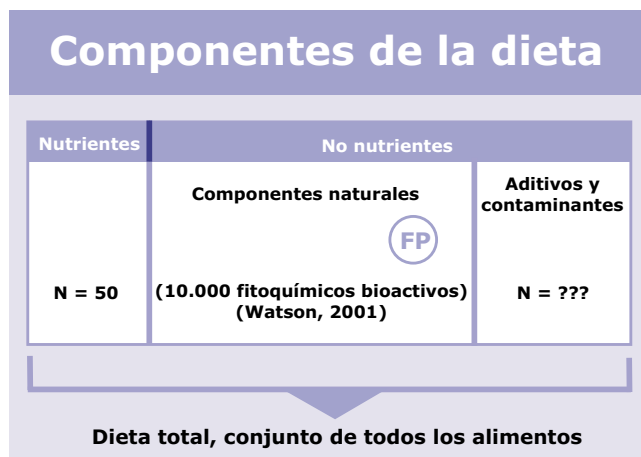 Componentes de la dieta
Nutrientes
No nutrientes
Componentes naturales
Aditivos y
contaminantes
FP
N = 50
(10.000 fitoquímicos bioactivos)
(Watson, 2001)
N = ???
Dieta total, conjunto de todos los alimentos